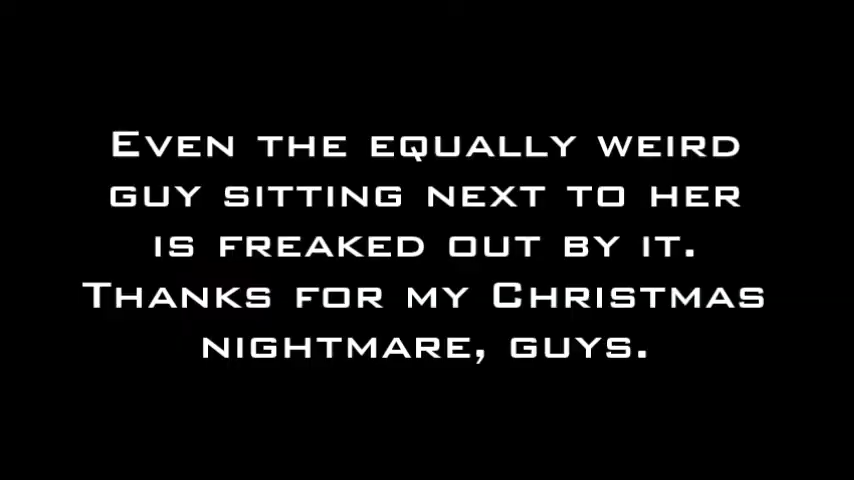 Even the equally weird
guy sitting next to her
is freaked out by it.
Thanks for my Christmas
nightmare, guys.